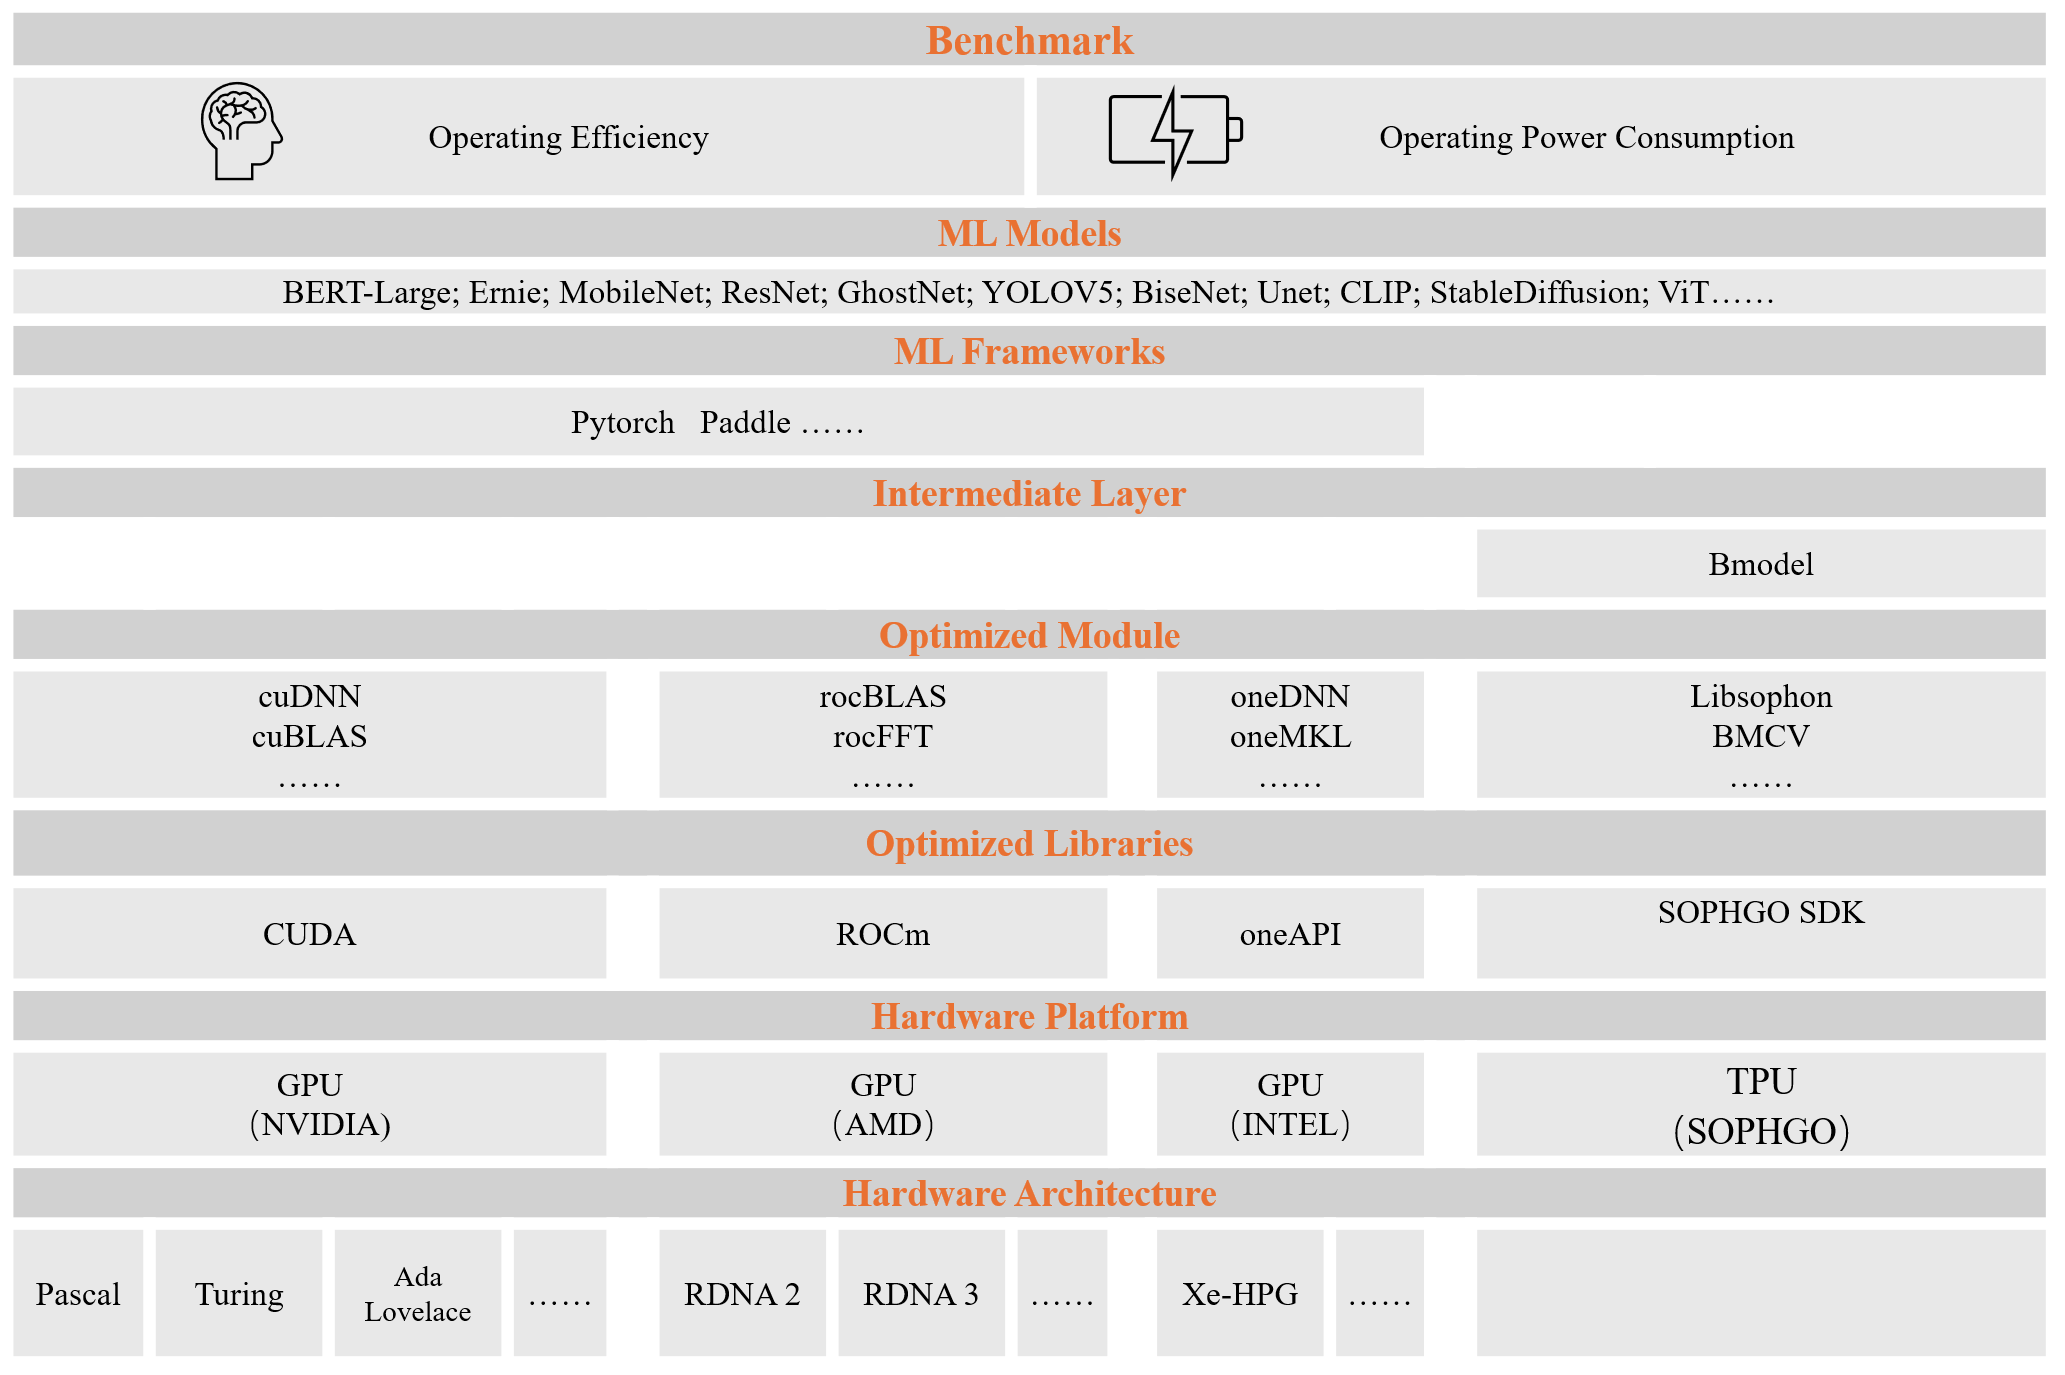 Benchmark
Operating Efficiency
Operating Power Consumption
ML Models
BERT-Large; Ernie; MobileNet; ResNet; GhostNet; YOLOV5; BiseNet; Unet; CLIP; StableDiffusion; ViT……
ML Frameworks
Pytorch Paddle ……
Intermediate Layer
Bmodel
Optimized Module
cuDNN
cuBLAS
……
rocBLAS
rocFFT
……
oneDNN
oneMKL
……
Libsophon
BMCV
……
Optimized Libraries
CUDA
ROCm
oneAPI
SOPHGO SDK
Hardware Platform
GPU
（NVIDIA)
GPU
（AMD）
GPU
（INTEL）
TPU
（SOPHGO）
Hardware Architecture
Pascal
Turing
Ada
Lovelace
……
RDNA 2
RDNA 3
……
Xe-HPG
……